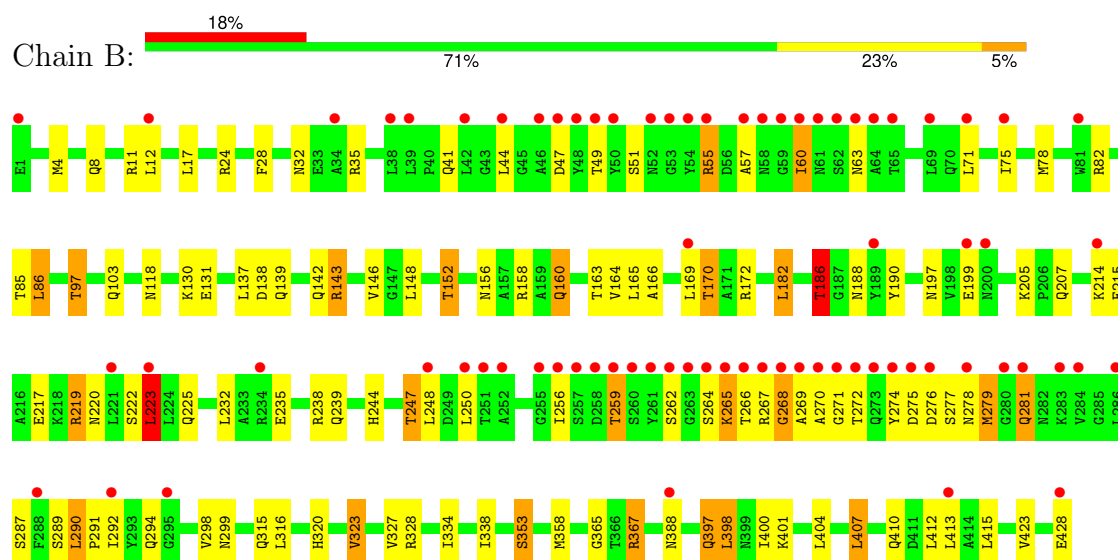 Chain B:
18%
71% 23% 5%
E1 M4 Q8 R11 L12 L17 R24 F28 N32 E33 A34 R35 L38 L39 P40 Q41 L42 G43 L44 G45 A46 D47 Y48 T49 Y50 S51 N52 G53 Y54 R55 D56 A57 N58 G59 I60 N61 S62 N63 A64 T65 L69 Q70 L71 I75 M78 W81 R82
T85 L86 T97 Q103 N118 K130 E131 L137 D138 Q139 Q142 R143 V146 G147 L148 T152 N156 A157 R158 A159 Q160 T163 V164 L165 A166 L169 T170 A171 R172 L182 T186 G187 N188 Y189 Y190 N197 V198 E199 N200 K205 P206 Q207 K214
A216 E217 K218 R219 N220 L221 S222 L223 L224 Q225 L232 A233 R234 E235 R238 Q239 H244 T247 L248 D249 L250 T251 A252 G255 I256 S257 D258 T259 S260 Y261 S262 G263 S264 K265 T266 R267 G268 A269 A270 G271 T272 Q273 Y274 D275 D276 S277 N278 M279 G280 Q281 N282 K283 V284 G285
S287 F288 S289 L290 P291 I292 Y293 Q294 G295 V298 N299 Q315 L316 H320 V323 V327 R328 I334 I338 S353 M358 G365 T366 R367 N388 Q397 L398 N399 I400 K401 L404 L407 Q410 D411 L412 L413 A414 L415 V423 E428